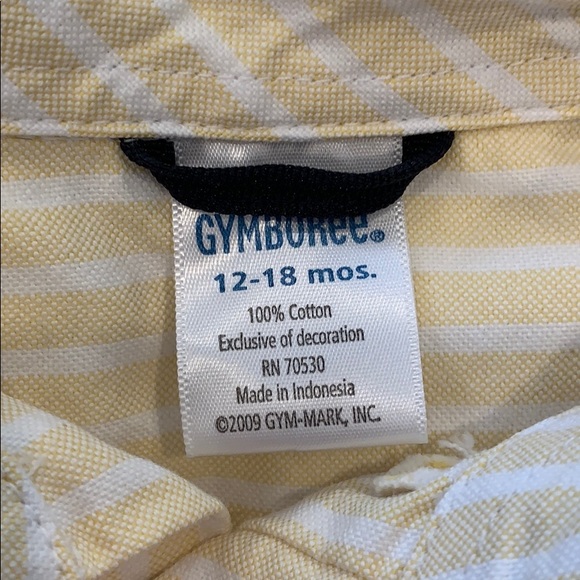 GYMBOREE®
12-18 mos.
100% Cotton
Exclusive of decoration
RN 70530
Made in Indonesia
©2009 GYM-MARK, INC.